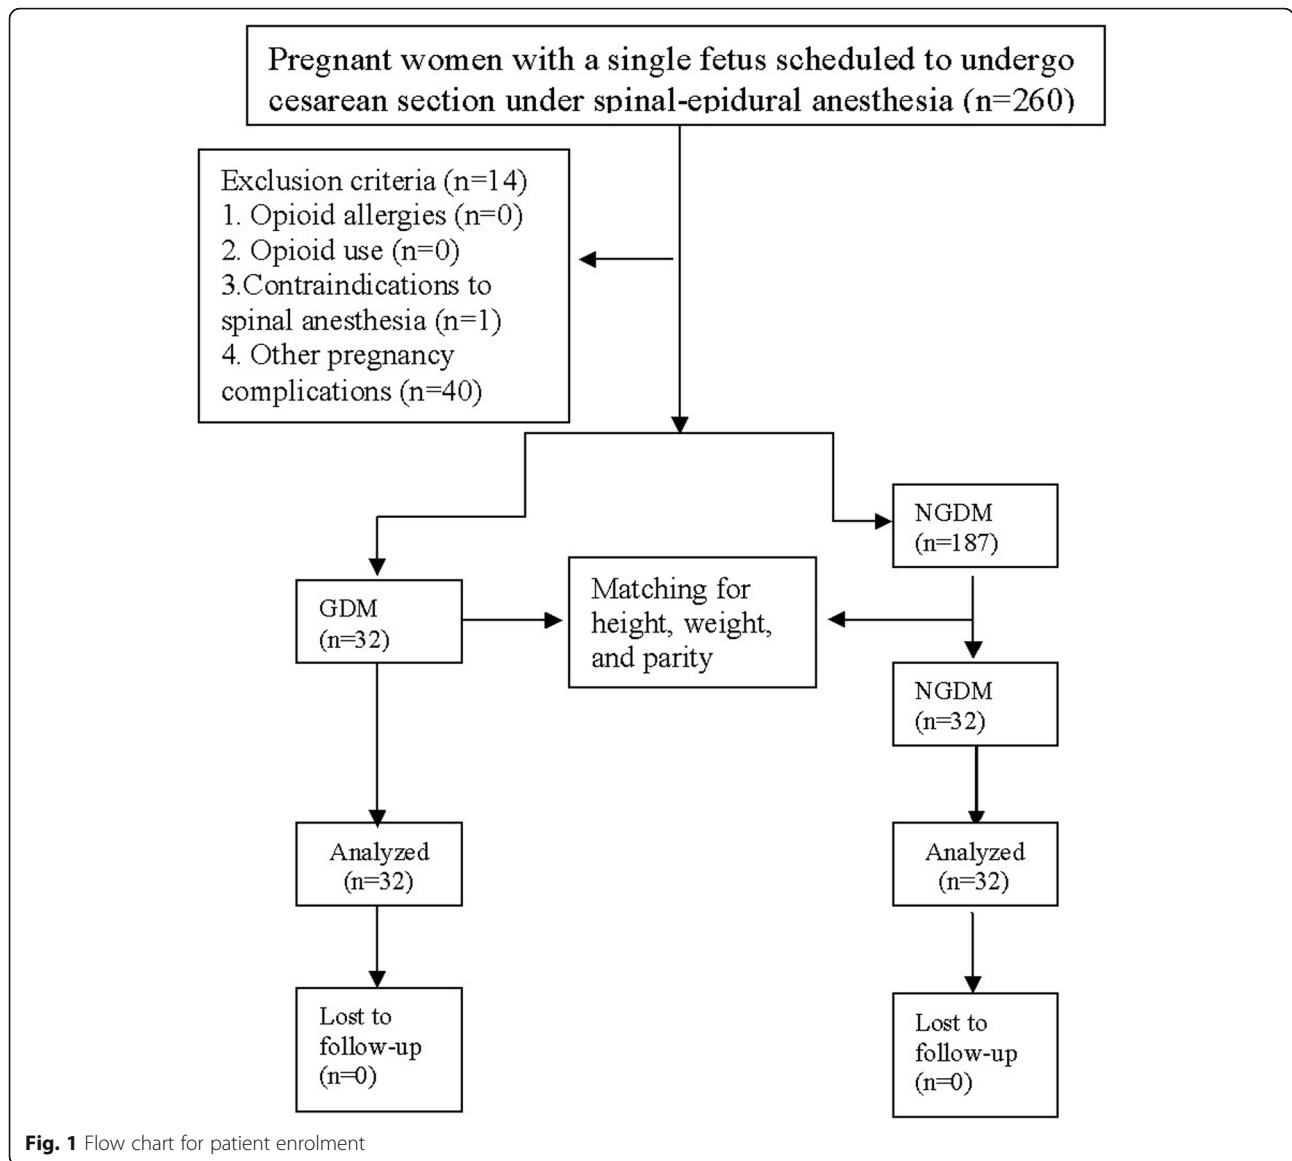 Pregnant women with a single fetus scheduled to undergo
cesarean section under spinal-epidural anesthesia (n=260)
Exclusion criteria (n=14)
1. Opioid allergies (n=0)
2. Opioid use (n=0)
3.Contraindications to
spinal anesthesia (n=1)
4. Other pregnancy
complications (n=40)
NGDM
(n=187)
GDM
(n=32)
Matching for
height, weight,
and parity
NGDM
(n=32)
Analyzed
(n=32)
Analyzed
(n=32)
Lost to
follow-up
(n=0)
Lost to
follow-up
(n=0)
Fig. 1 Flow chart for patient enrolment